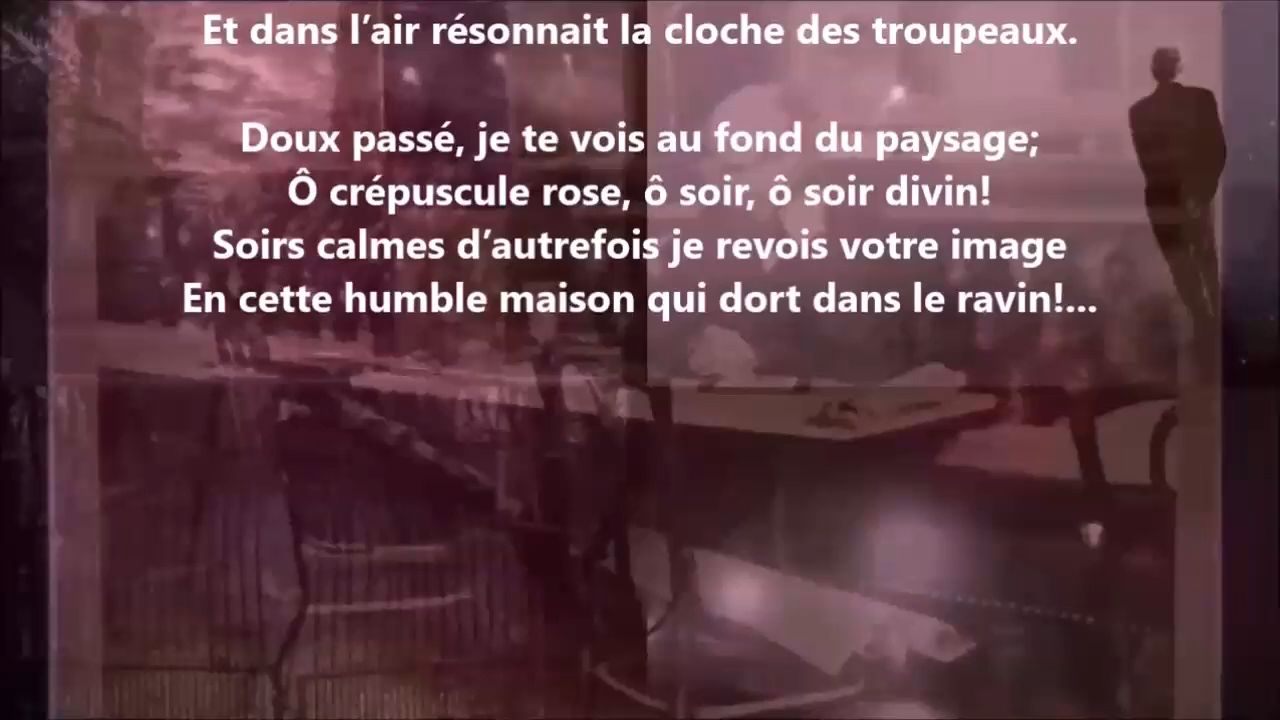 Et dans l’air résonnait la cloche des troupeaux.
Doux passé, je te vois au fond du paysage;
Ô crépuscule rose, ô soir, ô soir divin!
Soirs calmes d’autrefois je revois votre image
En cette humble maison qui dort dans le ravin!...